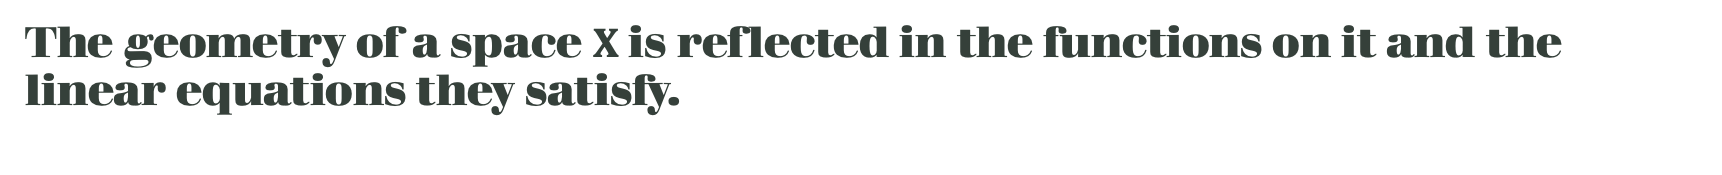 The geometry of a space X is reflected in the functions on it and the
linear equations they satisfy.